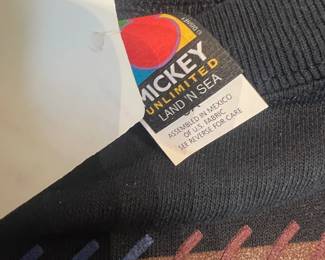 MICKEY
UNLIMITED
LAND 'N SEA
ASSEMBLED IN MEXICO
OF U.S. FABRIC
SEE REVERSE FOR CARE